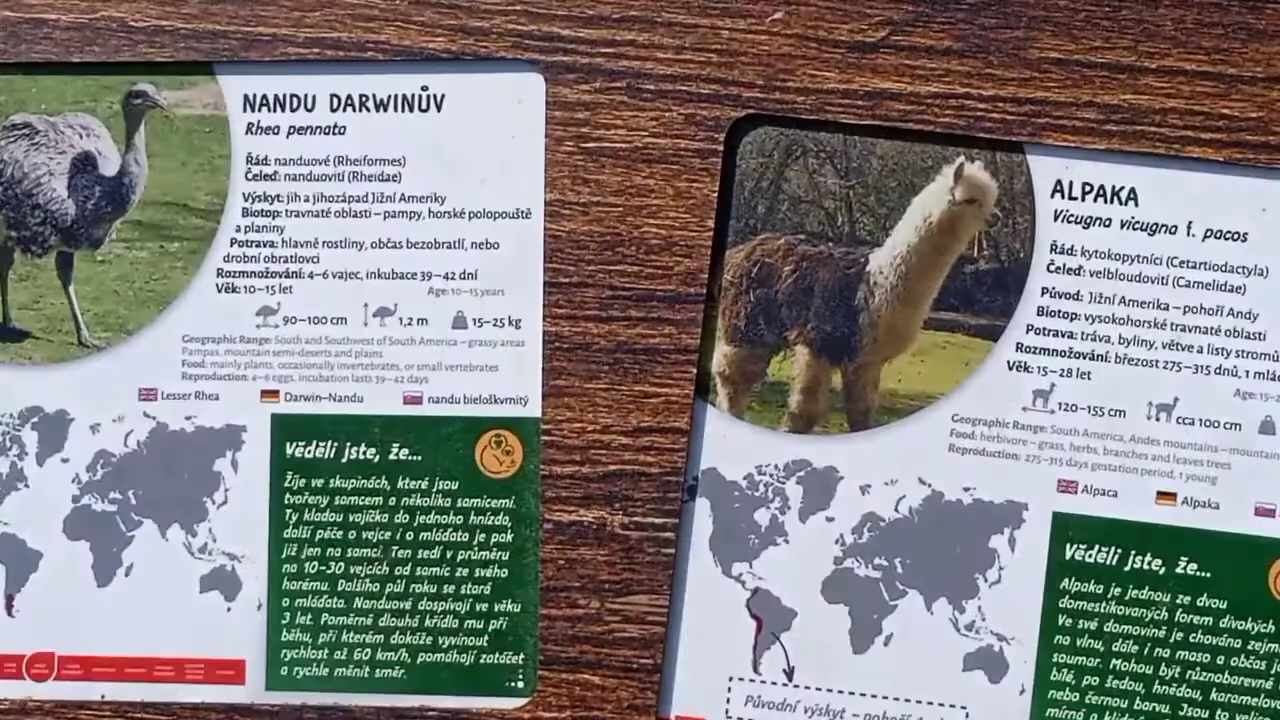 NANDU DARWINŮV
Rhea pennata
Řád: nanduové (Rheiformes)
Čeleď: nanduovití (Rheidae)
Výskyt: jih a jihozápad Jižní Ameriky
Biotop: travnaté oblasti – pampy, horské polopouště
a planiny
Potrava: hlavně rostliny, občas bezobratlí, nebo
drobní obratlovci
Rozmnožování: 4–6 vajec, inkubace 39–42 dní
Věk: 10–15 let
Age: 10–15 years
90–100 cm
1,2 m
15–25 kg
Geographic Range: South and Southwest of South America – grassy areas
Pampas, mountain semi-deserts and plains
Food: mainly plants, occasionally invertebrates, or small vertebrates
Reproduction: 4–6 eggs, incubation lasts 39–42 days
Lesser Rhea
Darwin–Nandu
nandu bieloškvrnitý
Věděli jste, že...
Žije ve skupinách, které jsou
tvořeny samcem a několika samicemi.
Ty kladou vajíčka do jednoho hnízda,
další péče o vejce i o mláďata je pak
již jen na samci. Ten sedí v průměru
na 10–30 vejcích od samic ze svého
harému. Dalšího půl roku se stará
o mláďata. Nanduové dospívají ve věku
3 let. Poměrně dlouhá křídla mu při
běhu, při kterém dokáže vyvinout
rychlost až 60 km/h, pomáhají zatáčet
a rychle měnit směr.
ALPAKA
Vicugna vicugna f. pacos
Řád: kytokopytníci (Cetartiodactyla)
Čeleď: velbloudovití (Camelidae)
Původ: Jižní Amerika – pohoří Andy
Biotop: vysokohorské travnaté oblasti
Potrava: tráva, byliny, větve a listy stromů
Rozmnožování: březost 275–315 dnů, 1 mlá
Věk: 15–28 let
Age: 15–2
120–155 cm
cca 100 cm
Geographic Range: South America, Andes mountains – mountain
Food: herbivore – grass, herbs, branches and leaves trees
Reproduction: 275–315 days gestation period, 1 young
Alpaca
Alpaka
Věděli jste, že...
Alpaka je jednou ze dvou
domestikovaných forem divokých
Ve své domovině je chována zejm
na vlnu, dále i na maso a občas j
soumar. Mohou být různobarevné
bílé, po šedou, hnědou, karamelov
nebo černou barvu. Jsou to
Původní výskyt – pohoří